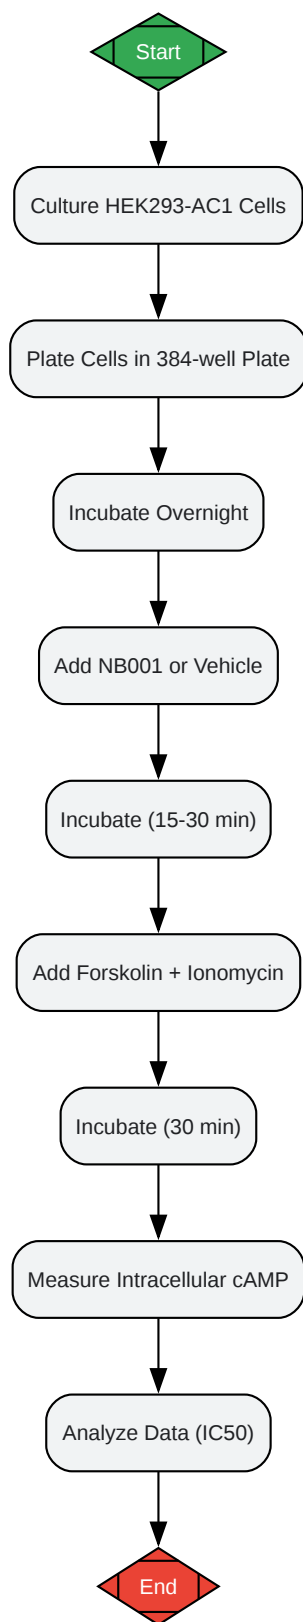 Start
Culture HEK293-AC1 Cells
Plate Cells in 384-well Plate
Incubate Overnight
Add NB001 or Vehicle
Incubate (15-30 min)
Add Forskolin + Ionomycin
Incubate (30 min)
Measure Intracellular cAMP
Analyze Data (IC50)
End